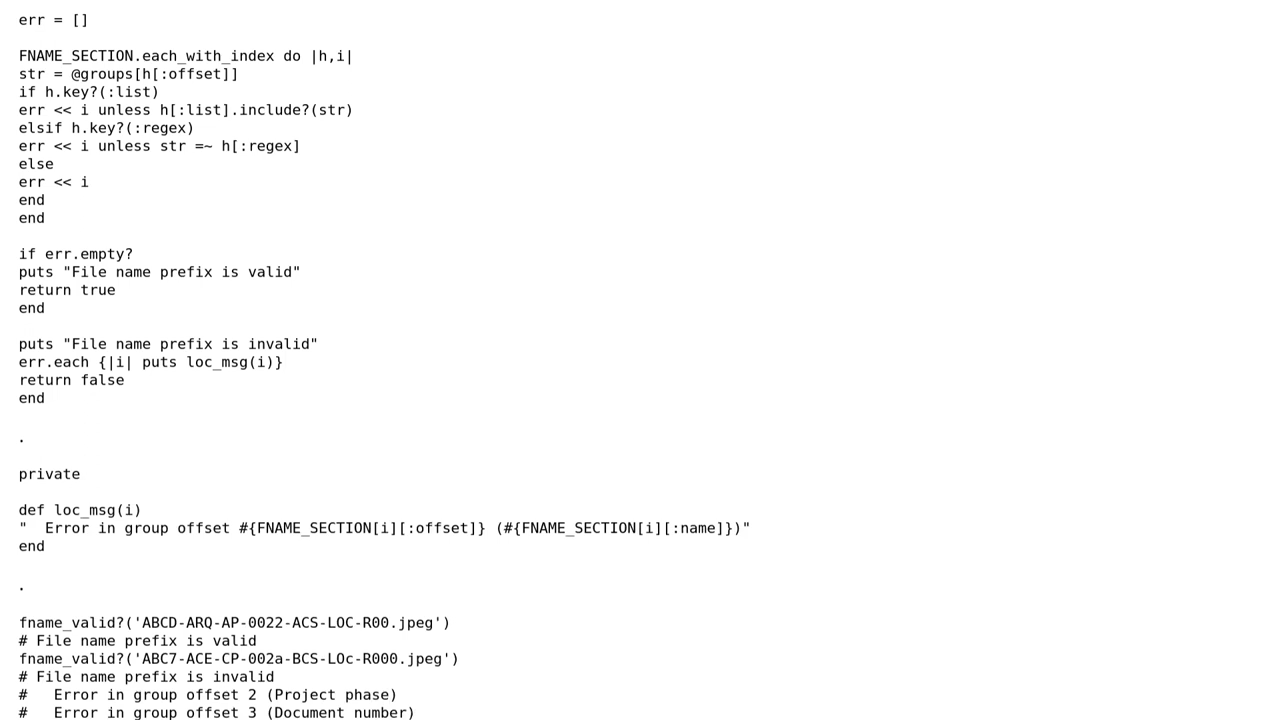 err = []

FNAME_SECTION.each_with_index do |h,i|
str = @groups[h[:offset]]
if h.key?(:list)
err << i unless h[:list].include?(str)
elsif h.key?(:regex)
err << i unless str =~ h[:regex]
else
err << i
end
end

if err.empty?
puts "File name prefix is valid"
return true
end

puts "File name prefix is invalid"
err.each {|i| puts loc_msg(i)}
return false
end

.

private

def loc_msg(i)
"  Error in group offset #{FNAME_SECTION[i][:offset]} (#{FNAME_SECTION[i][:name]})"
end

.

fname_valid?('ABCD-ARQ-AP-0022-ACS-LOC-R00.jpeg')
# File name prefix is valid
fname_valid?('ABC7-ACE-CP-002a-BCS-LOc-R000.jpeg')
# File name prefix is invalid
#   Error in group offset 2 (Project phase)
#   Error in group offset 3 (Document number)